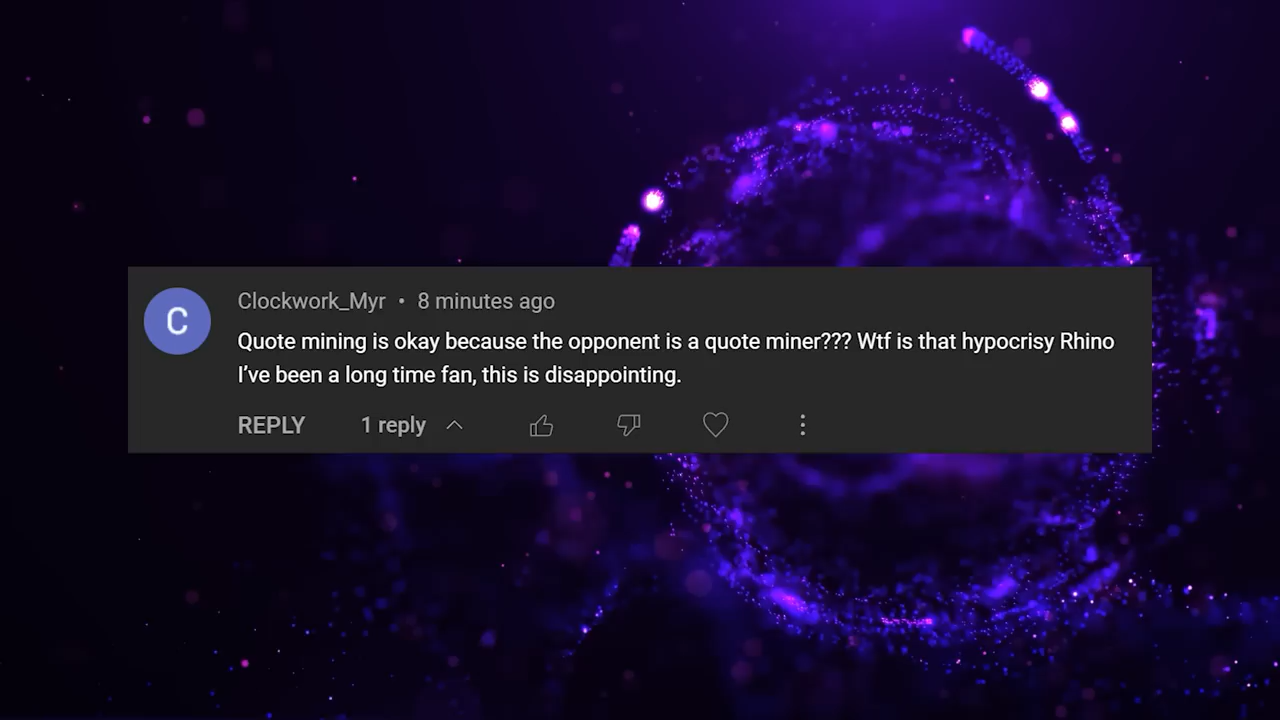 C
Clockwork_Myr • 8 minutes ago
Quote mining is okay because the opponent is a quote miner??? Wtf is that hypocrisy Rhino
I’ve been a long time fan, this is disappointing.
REPLY 1 reply